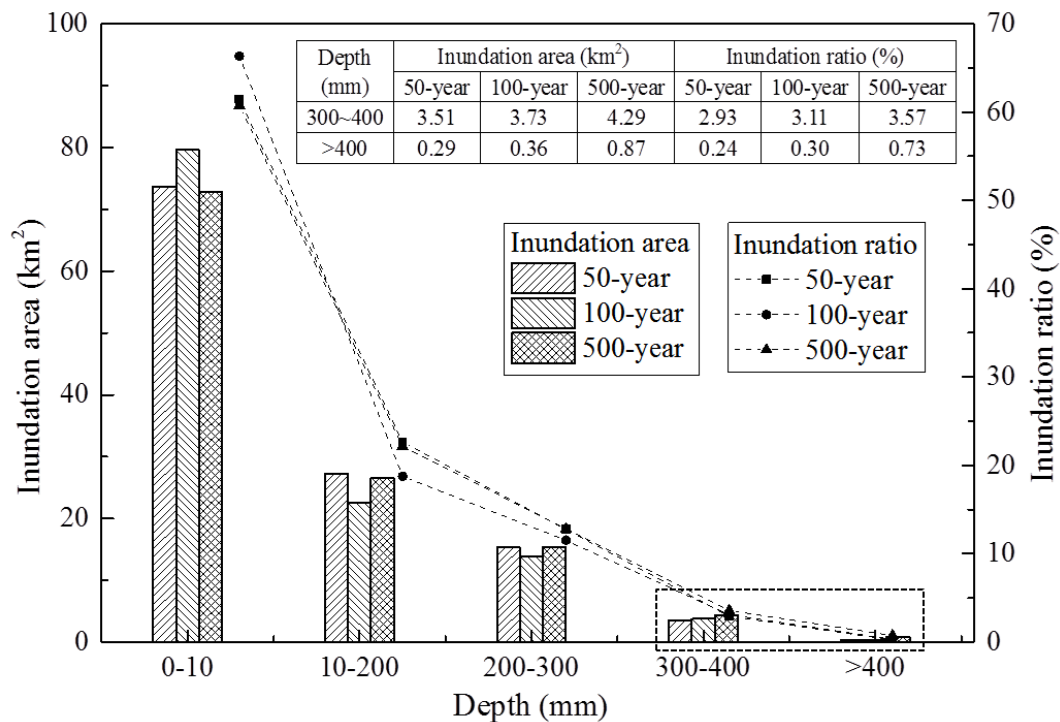 100
80
60
40
20
0
Inundation area (km²)
Depth (mm) Inundation area (km²) Inundation ratio (%)
50-year 100-year 500-year 50-year 100-year 500-year
300~400 3.51 3.73 4.29 2.93 3.11 3.57
>400 0.29 0.36 0.87 0.24 0.30 0.73
Inundation area
50-year
100-year
500-year
Inundation ratio
50-year
100-year
500-year
70
60
50
40
30
20
10
0
Inundation ratio (%)
0-10 10-200 200-300 300-400 >400
Depth (mm)